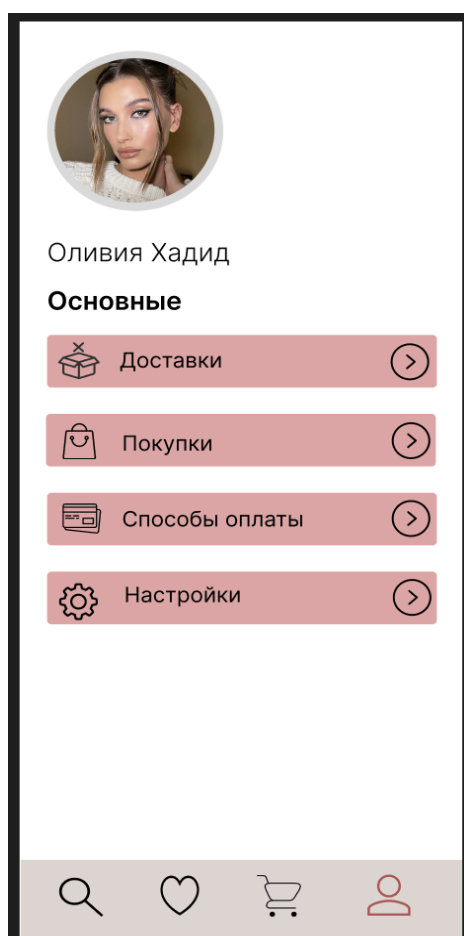 Оливия Хадид
Основные
Доставки
Покупки
Способы оплаты
Настройки